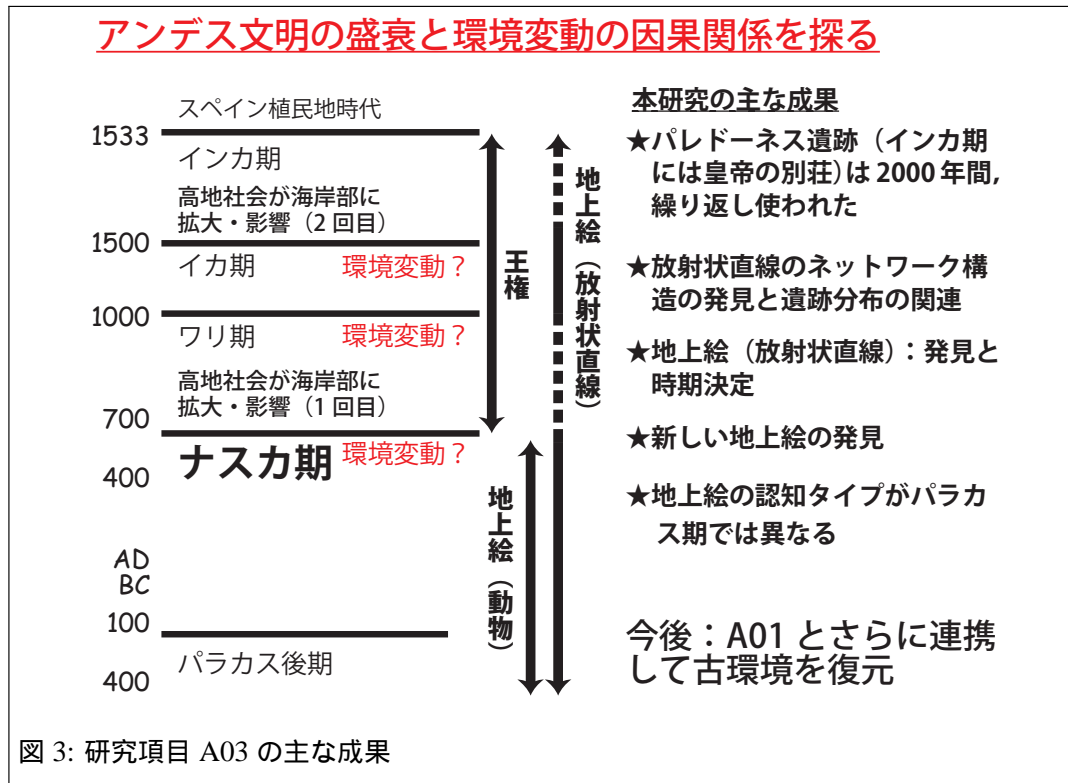 アンデス文明の盛衰と環境変動の因果関係を探る
スペイン植民地時代
1533
インカ期
高地社会が海岸部に
拡大・影響（2 回目）
1500
イカ期
環境変動？
1000
ワリ期
環境変動？
高地社会が海岸部に
拡大・影響（1 回目）
700
ナスカ期
環境変動？
400
AD
BC
100
パラカス後期
400
王権
地上絵（動物）
地上絵（放射状直線）
本研究の主な成果
★パレドーネス遺跡（インカ期
には皇帝の別荘）は 2000 年間,
繰り返し使われた
★放射状直線のネットワーク構
造の発見と遺跡分布の関連
★地上絵（放射状直線）：発見と
時期決定
★新しい地上絵の発見
★地上絵の認知タイプがパラカ
ス期では異なる
今後：A01 とさらに連携
して古環境を復元
図 3: 研究項目 A03 の主な成果